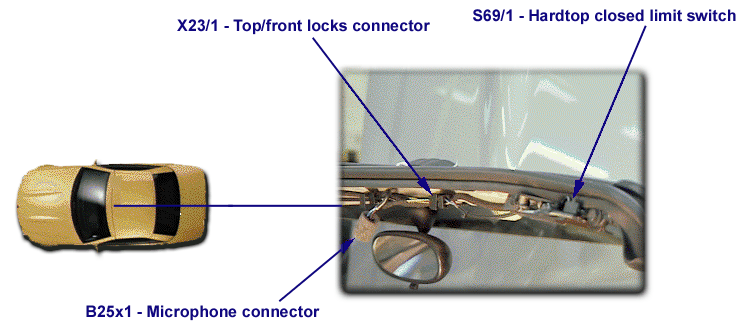 X23/1 - Top/front locks connector
S69/1 - Hardtop closed limit switch
B25x1 - Microphone connector